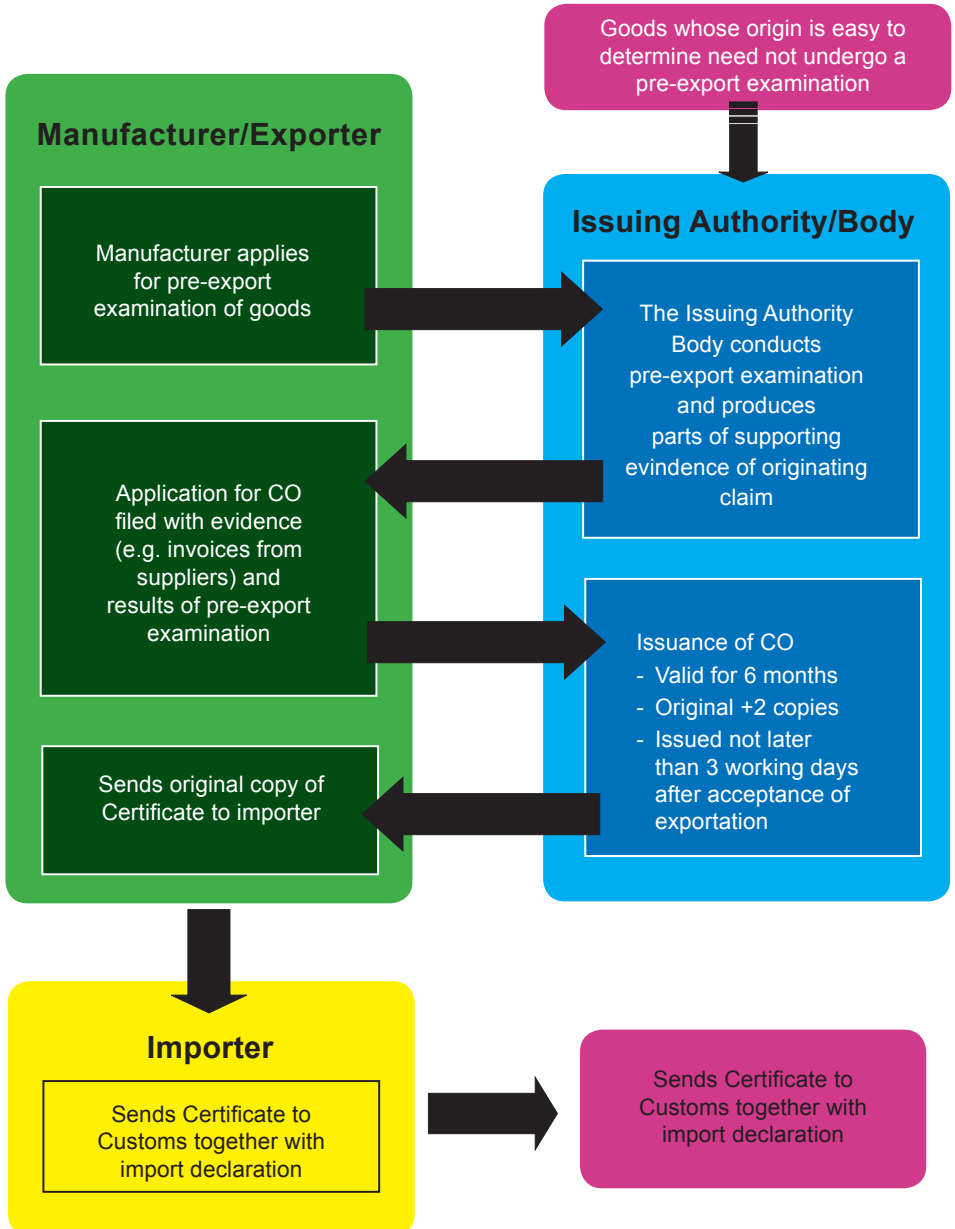 Goods whose origin is easy to
determine need not undergo a
pre-export examination
Manufacturer/Exporter
Manufacturer applies
for pre-export
examination of goods
Issuing Authority/Body
The Issuing Authority
Body conducts
pre-export examination
and produces
parts of supporting
evindence of originating
claim
Application for CO
filed with evidence
(e.g. invoices from
suppliers) and
results of pre-export
examination
Issuance of CO
- Valid for 6 months
- Original +2 copies
- Issued not later
than 3 working days
after acceptance of
exportation
Sends original copy of
Certificate to importer
Importer
Sends Certificate to
Customs together with
import declaration
Sends Certificate to
Customs together with
import declaration